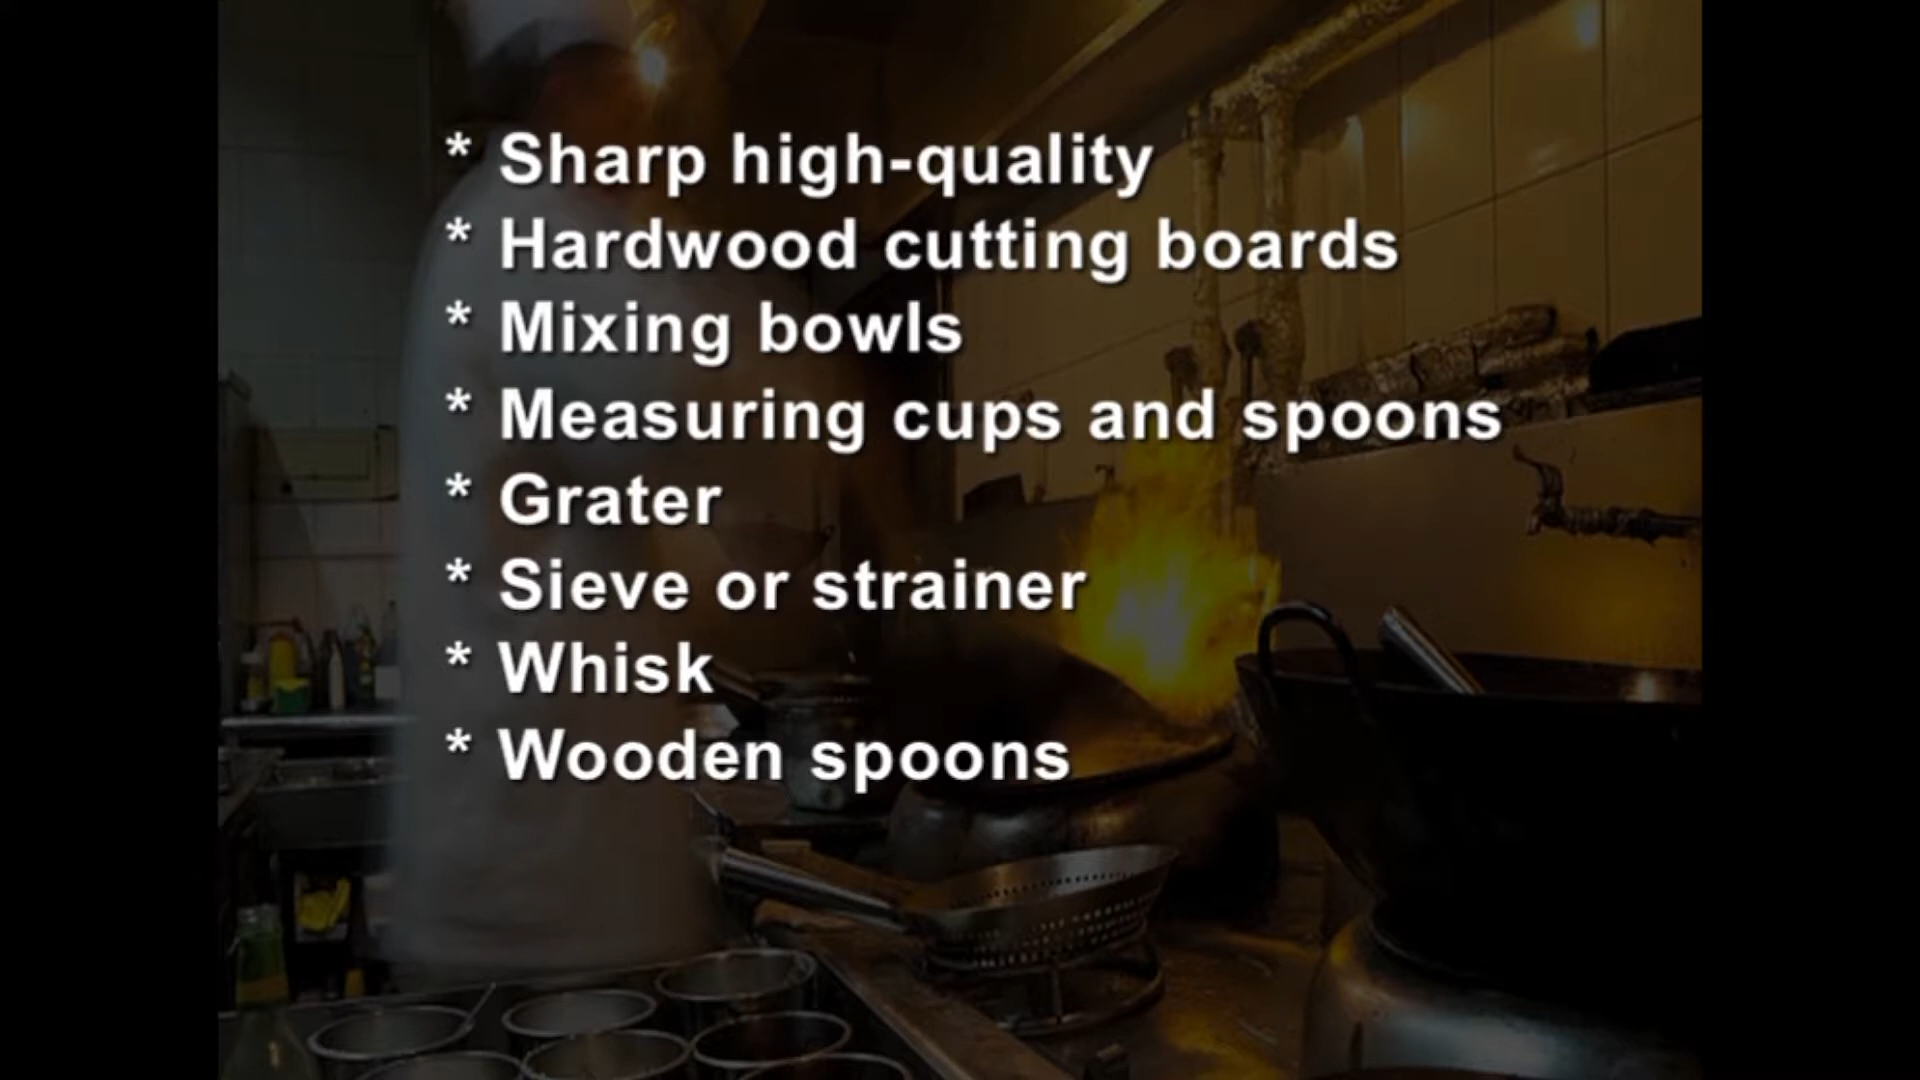 * Sharp high-quality
* Hardwood cutting boards
* Mixing bowls
* Measuring cups and spoons
* Grater
* Sieve or strainer
* Whisk
* Wooden spoons